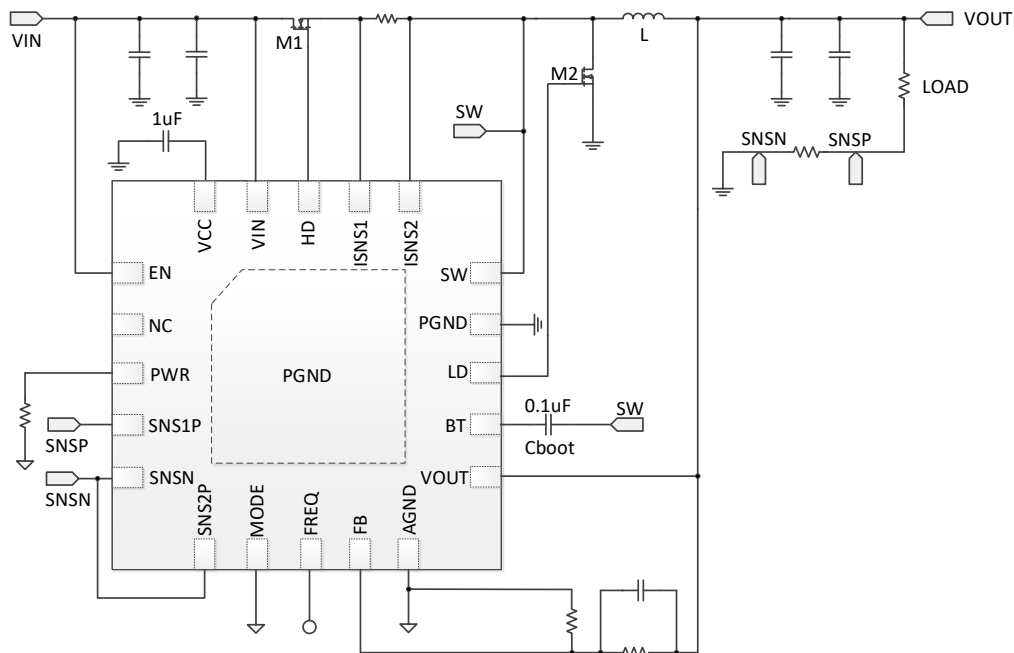 VIN
M1
L
VOUT
M2
LOAD
SW
1uF
SNSN
SNSP
VCC
VIN
HD
ISNS1
ISNS2
EN
SW
NC
PGND
PWR
PGND
LD
SNS1P
BT
0.1uF
SW
Cboot
SNSP
SNSN
VOUT
SNSN
SNS2P
MODE
FREQ
FB
AGND